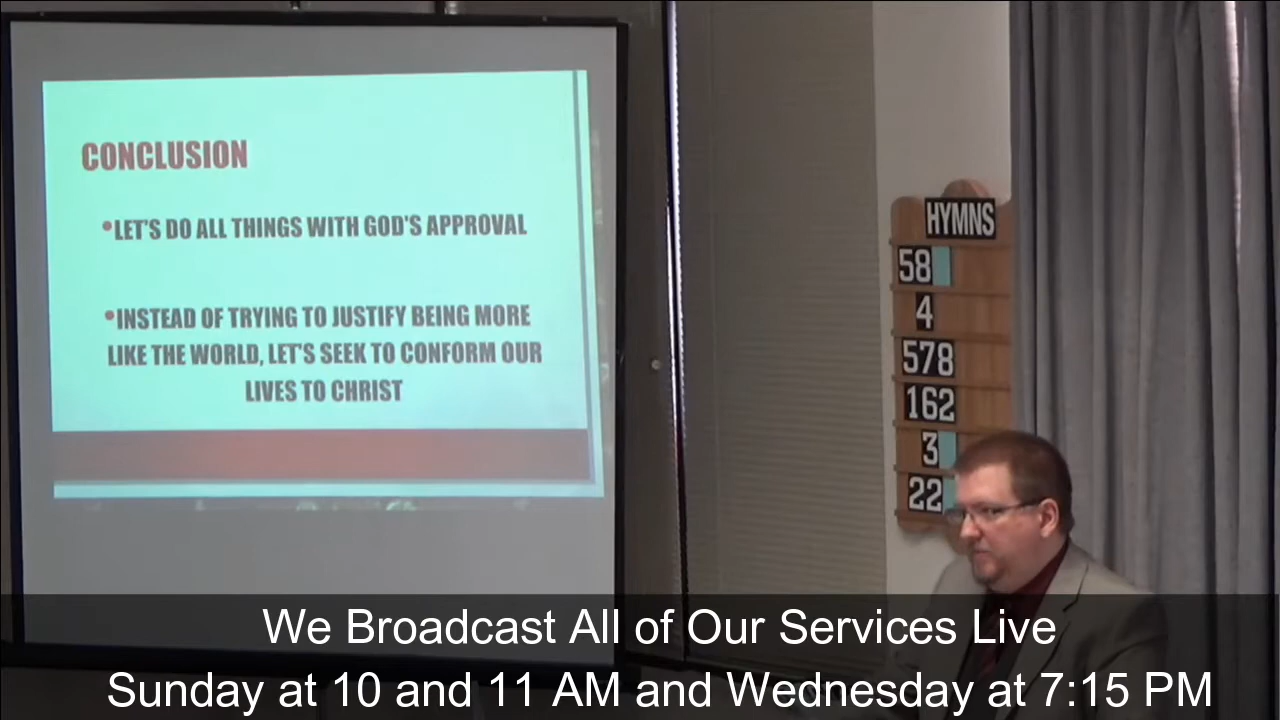 CONCLUSION
•LET'S DO ALL THINGS WITH GOD'S APPROVAL
•INSTEAD OF TRYING TO JUSTIFY BEING MORE
LIKE THE WORLD, LET'S SEEK TO CONFORM OUR
LIVES TO CHRIST
HYMNS
58
4
578
162
3
22
We Broadcast All of Our Services Live
Sunday at 10 and 11 AM and Wednesday at 7:15 PM